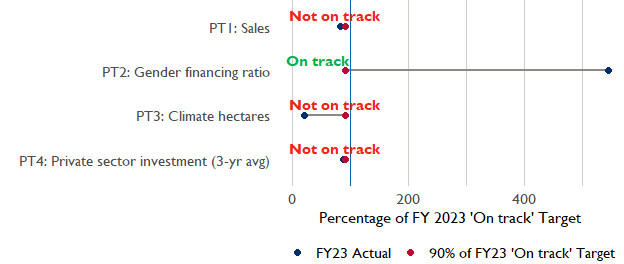 Not on track
PT1: Sales
On track
PT2: Gender financing ratio
Not on track
PT3: Climate hectares
Not on track
PT4: Private sector investment (3-yr avg)
0 200 400
Percentage of FY 2023 'On track' Target
FY23 Actual 90% of FY23 'On track' Target